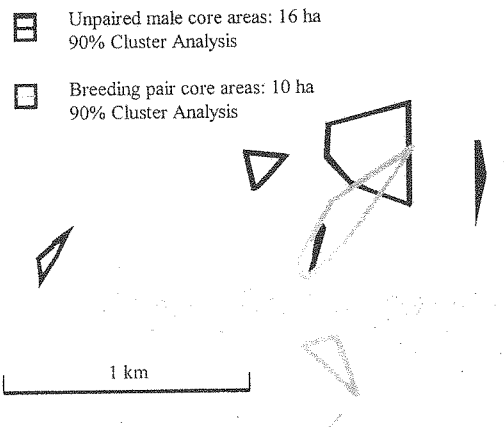 Unpaired male core areas: 16 ha
90% Cluster Analysis
Breeding pair core areas: 10 ha
90% Cluster Analysis
1 km